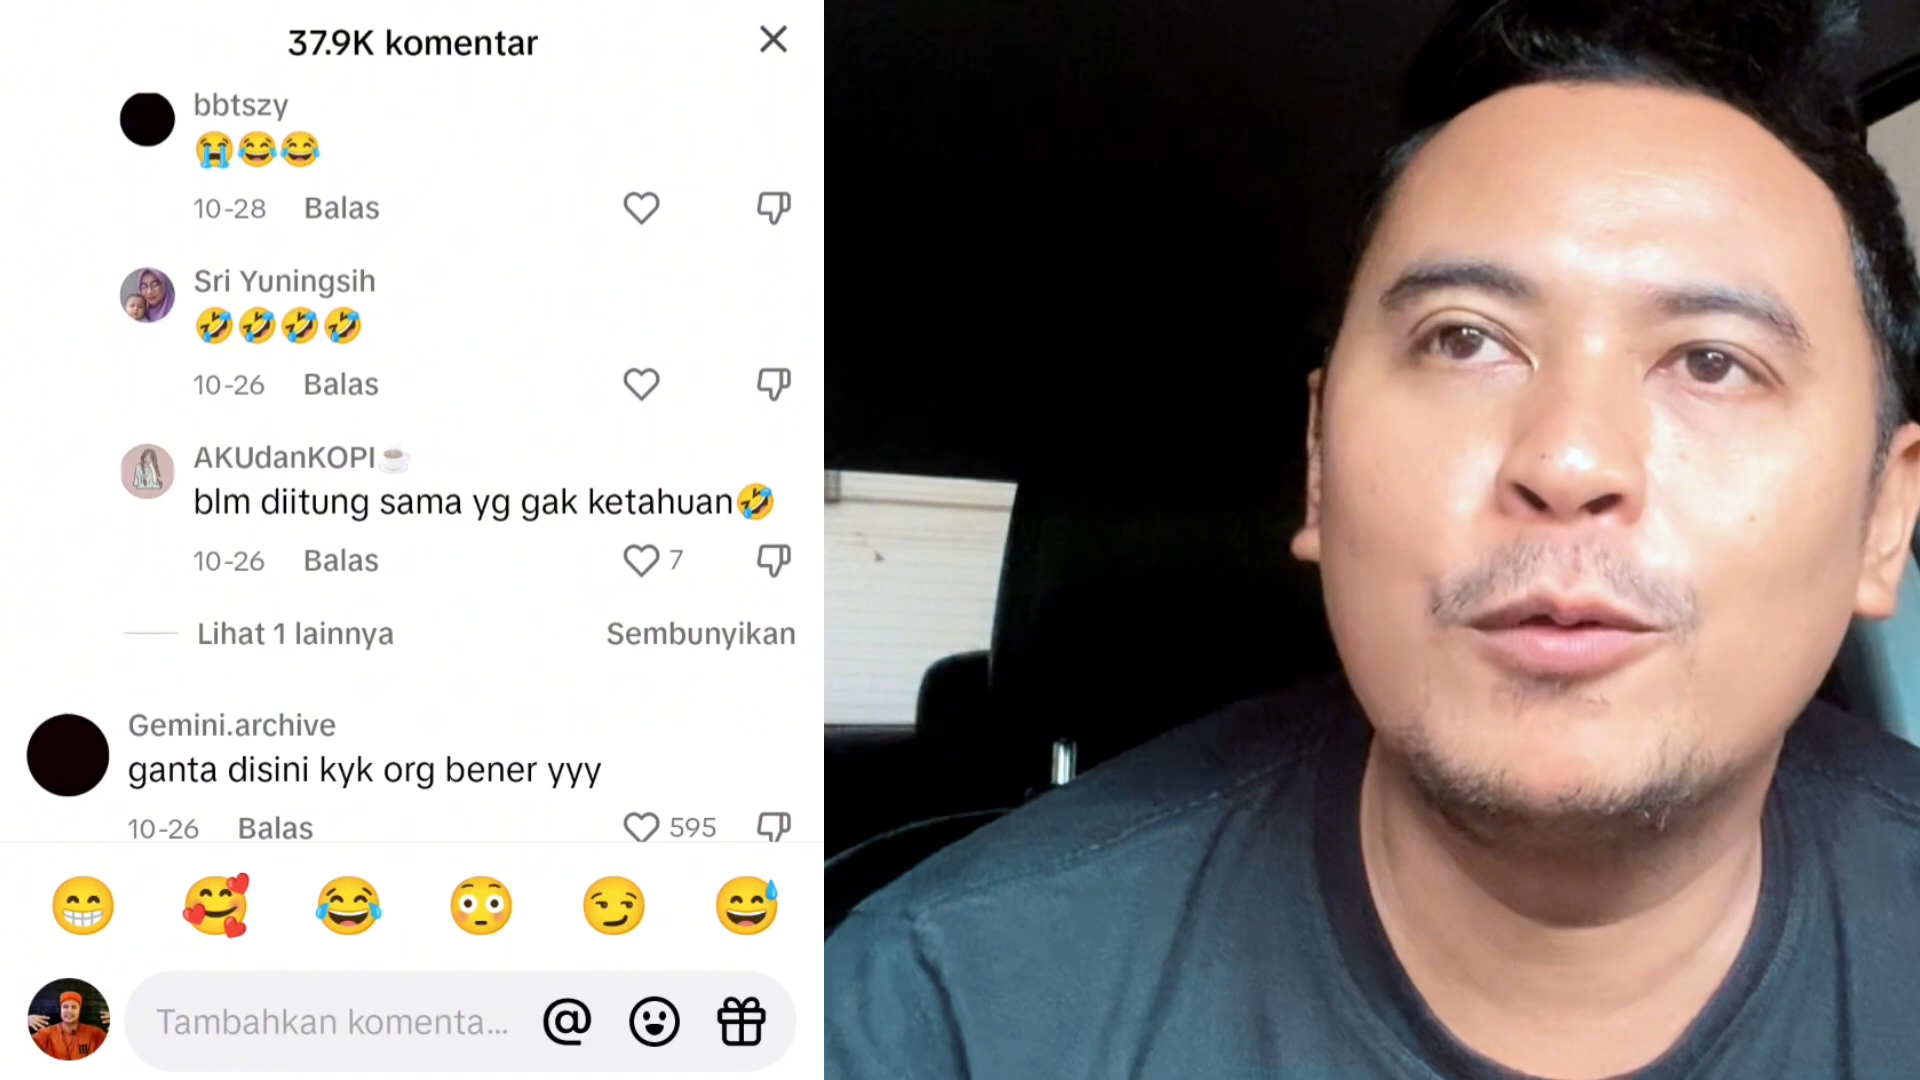 37.9K komentar
bbtszy
😭😂😂
10-28 Balas
Sri Yuningsih
🤣🤣🤣🤣
10-26 Balas
AKUdanKOPI☕
blm diitung sama yg gak ketahuan🤣
10-26 Balas 7
Lihat 1 lainnya Sembunyikan
Gemini.archive
ganta disini kyk org bener yyy
10-26 Balas 595
😁🥰😂😳😏😅
Tambahkan komenta... @